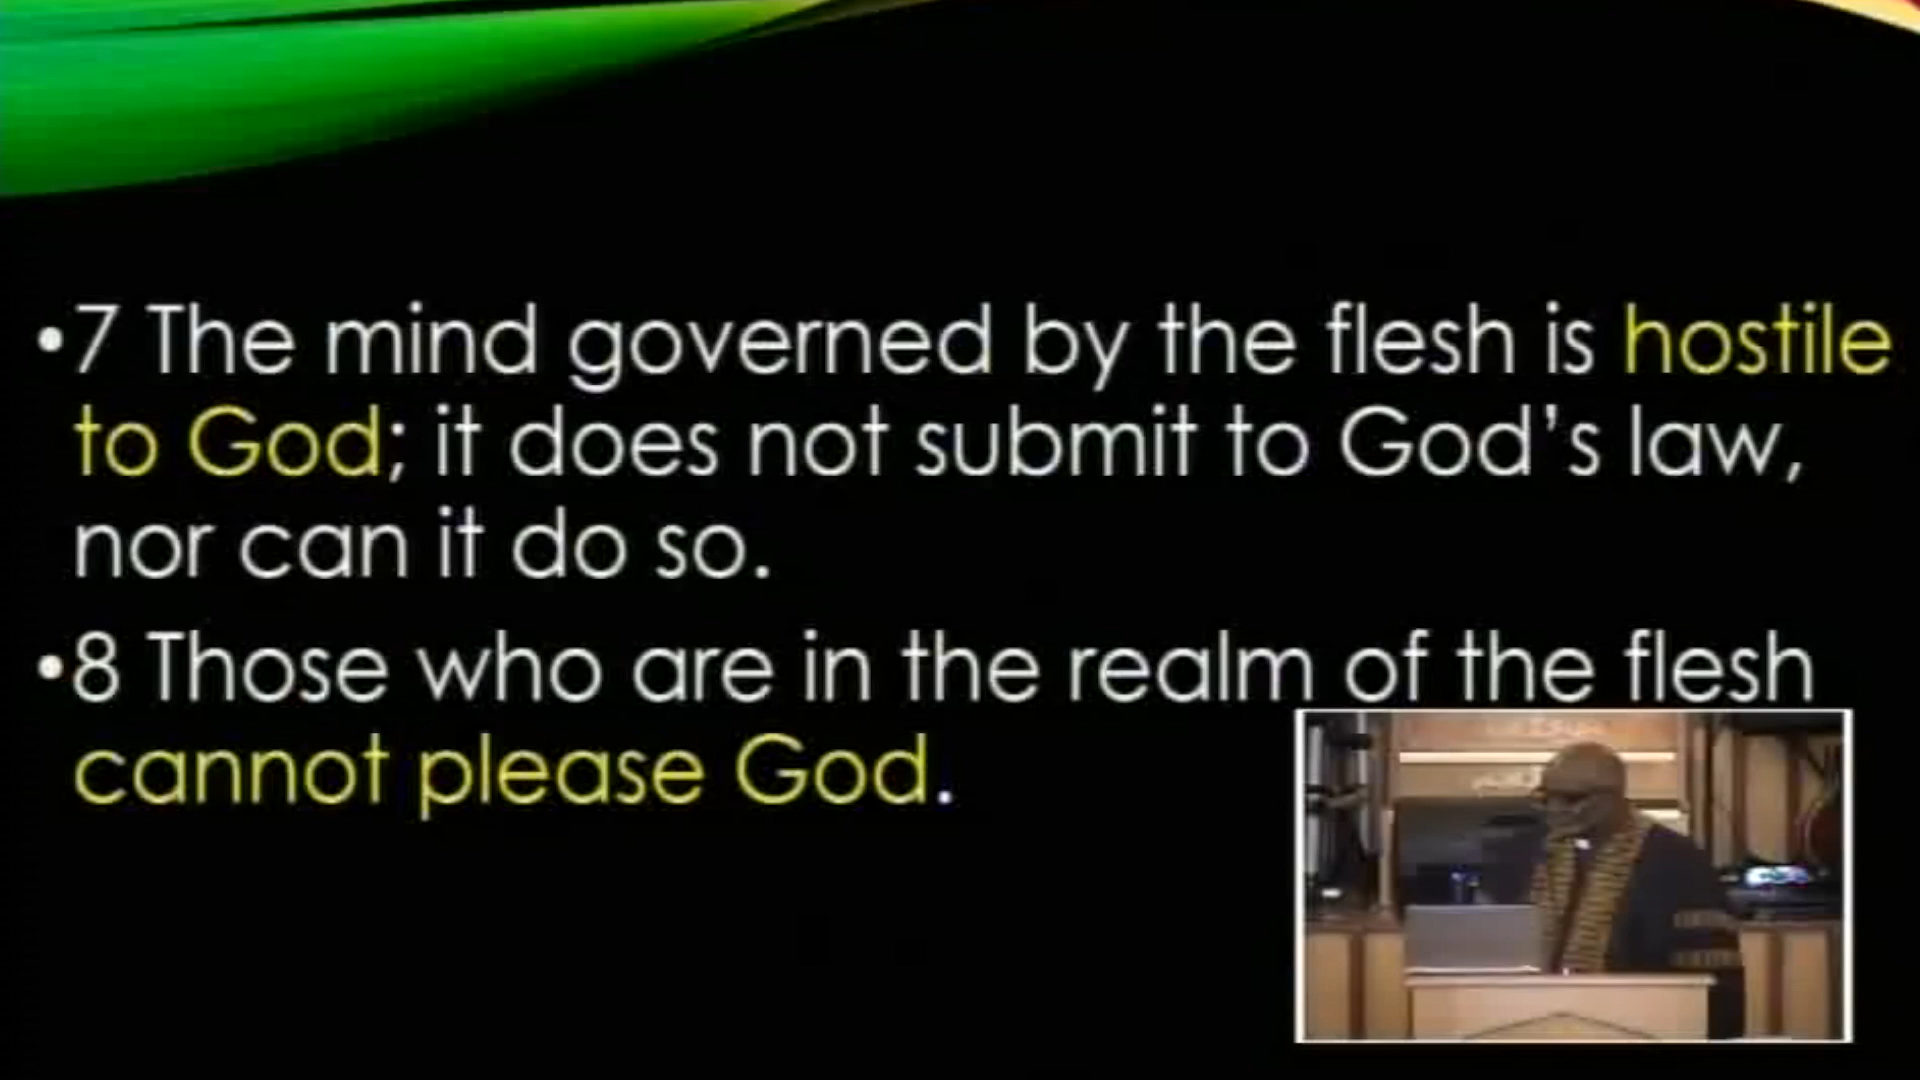 •7 The mind governed by the flesh is hostile
to God; it does not submit to God’s law,
nor can it do so.
•8 Those who are in the realm of the flesh
cannot please God.